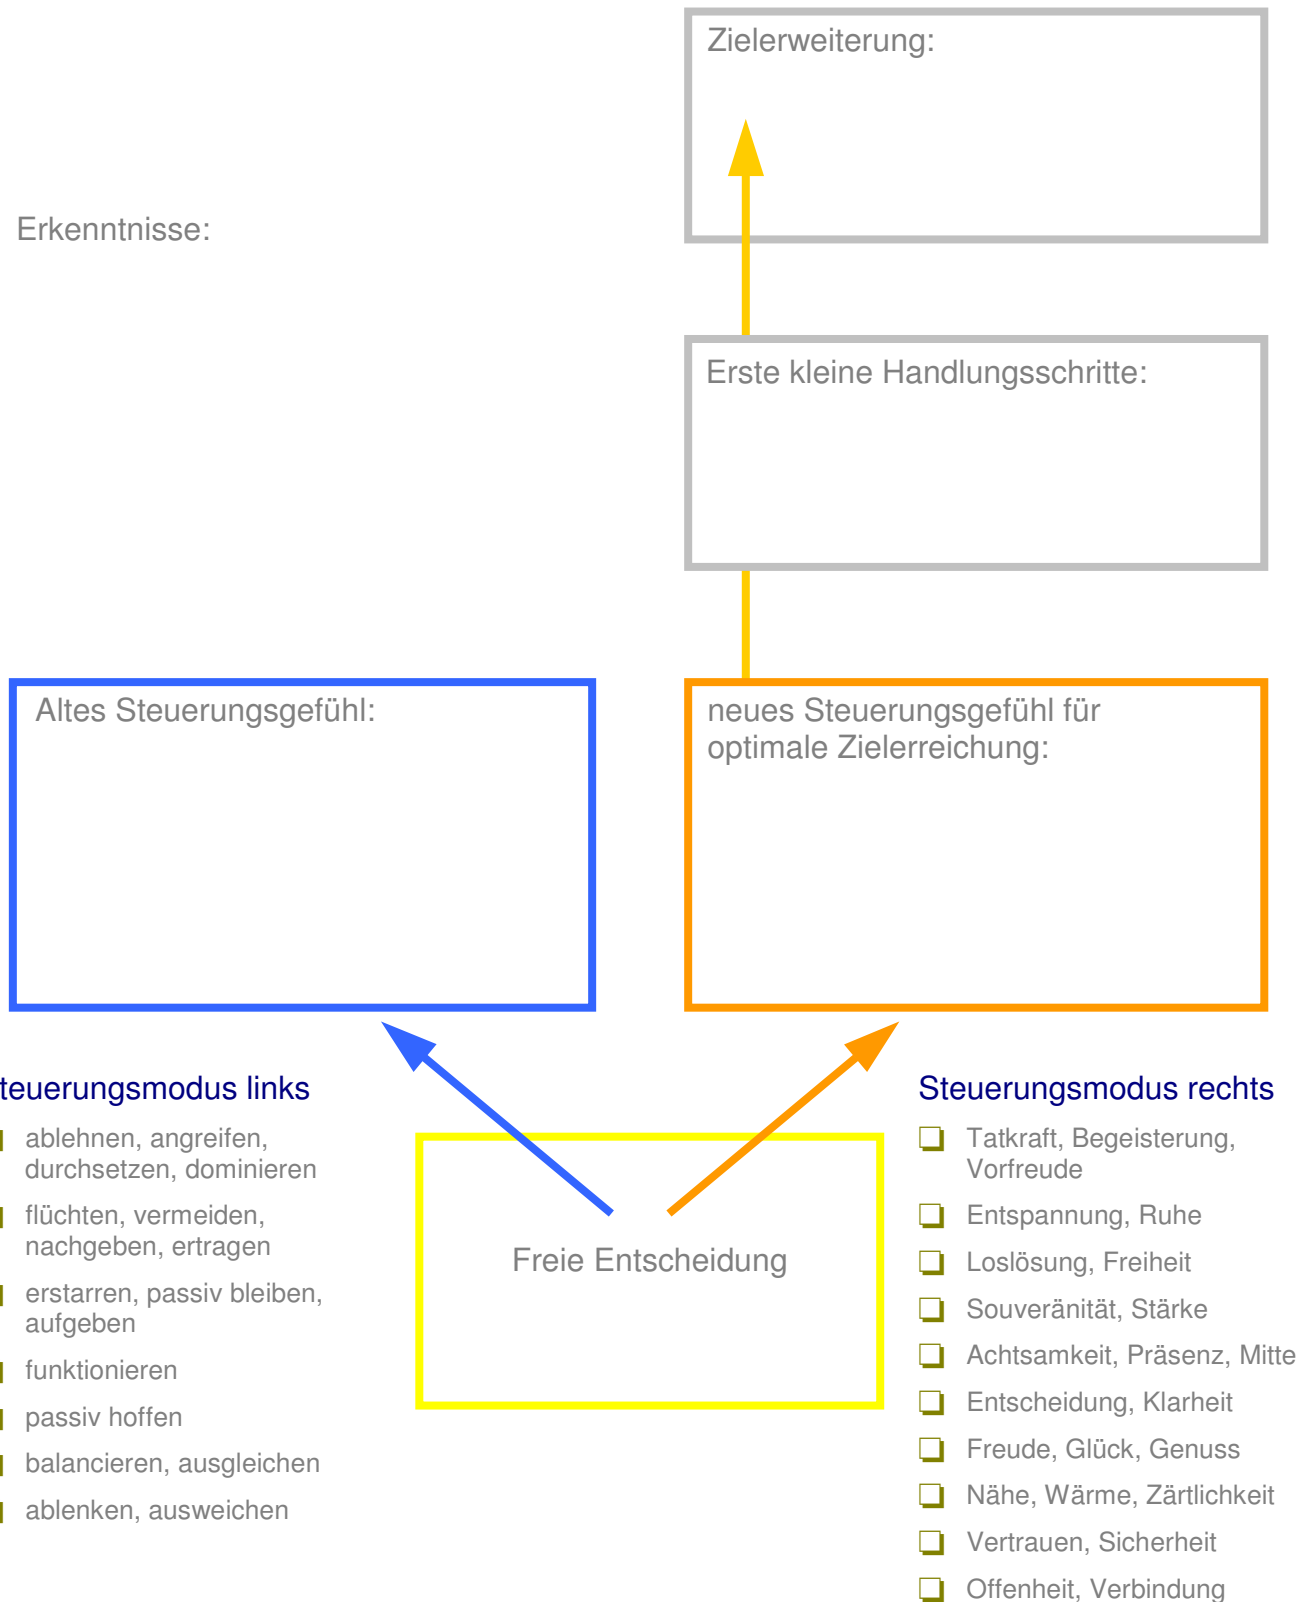 Zielerweiterung:
Erkenntnisse:
Erste kleine Handlungsschritte:
Altes Steuerungsgefühl:
neues Steuerungsgefühl für
optimale Zielerreichung:
Freie Entscheidung
teuerungsmodus links
ablehnen, angreifen,
durchsetzen, dominieren
flüchten, vermeiden,
nachgeben, ertragen
erstarren, passiv bleiben,
aufgeben
funktionieren
passiv hoffen
balancieren, ausgleichen
ablenken, ausweichen
Steuerungsmodus rechts
Tatkraft, Begeisterung,
Vorfreude
Entspannung, Ruhe
Loslösung, Freiheit
Souveränität, Stärke
Achtsamkeit, Präsenz, Mitte
Entscheidung, Klarheit
Freude, Glück, Genuss
Nähe, Wärme, Zärtlichkeit
Vertrauen, Sicherheit
Offenheit, Verbindung